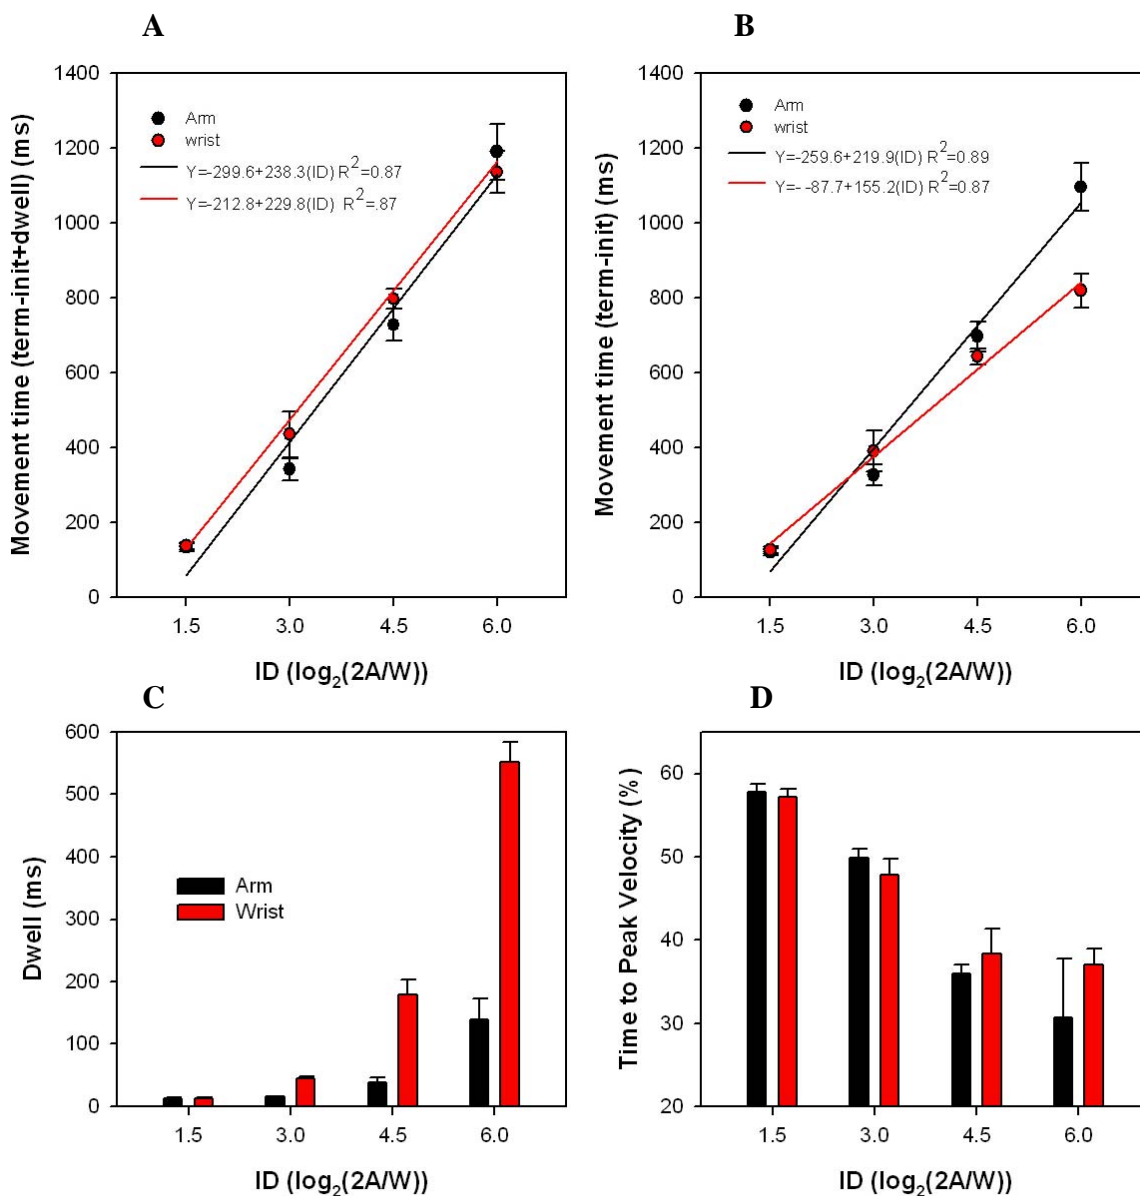 A
Movement time (term-init+dwell) (ms)
1400
1200
1000
800
600
400
200
0
Arm
wrist
Y=-299.6+238.3(ID) R²=0.87
Y=-212.8+229.8(ID) R²=.87
1.5 3.0 4.5 6.0
ID (log₂(2A/W))
B
Movement time (term-init) (ms)
1400
1200
1000
800
600
400
200
0
Arm
wrist
Y=-259.6+219.9(ID) R²=0.89
Y=- -87.7+155.2(ID) R²=0.87
1.5 3.0 4.5 6.0
ID (log₂(2A/W))
C
Dwell (ms)
600
500
400
300
200
100
0
Arm
Wrist
1.5 3.0 4.5 6.0
ID (log₂(2A/W))
D
Time to Peak Velocity (%)
60
50
40
30
20
1.5 3.0 4.5 6.0
ID (log₂(2A/W))